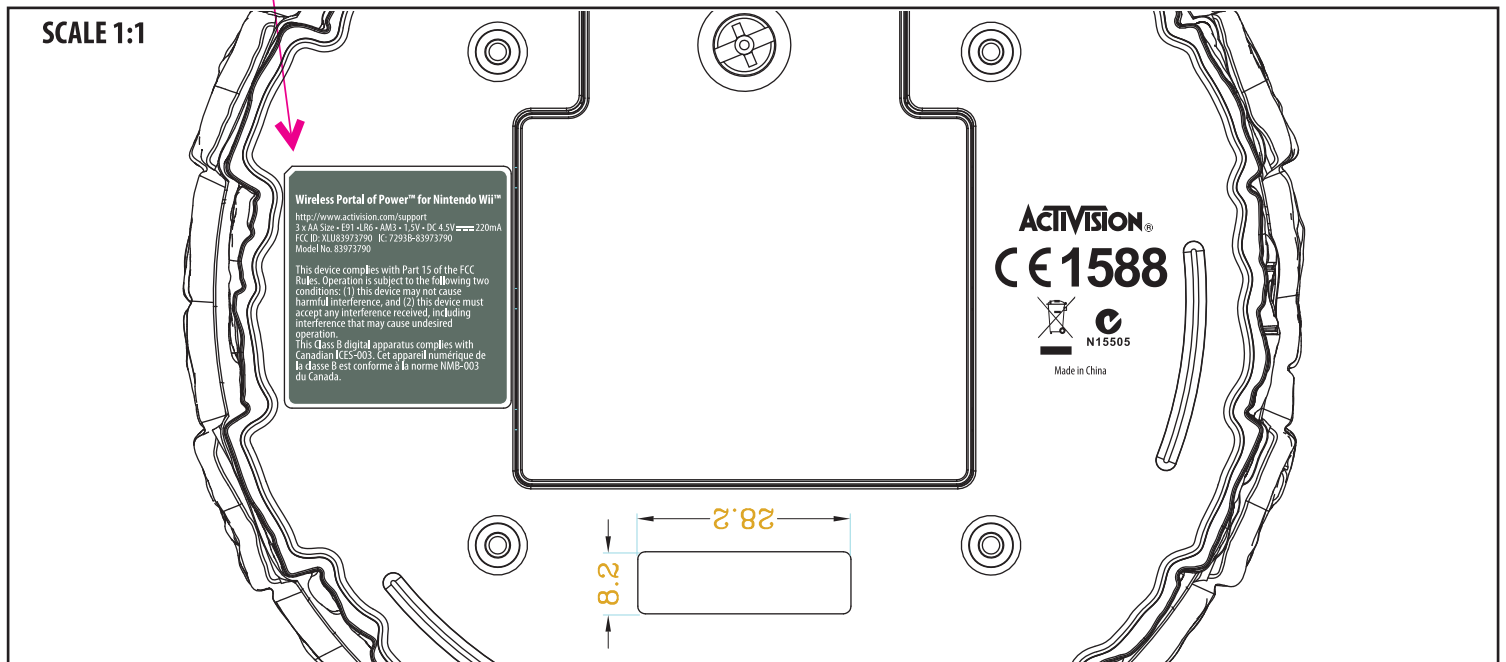 SCALE 1:1
Wireless Portal of Power™ for Nintendo Wii™
http://www.activision.com/support
3 x AA Size • E91 •LR6 • AM3 • 1,5V • DC 4.5V 220mA
FCC ID: XLU83973790 IC: 7293B-83973790
Model No. 83973790
This device complies with Part 15 of the FCC
Rules. Operation is subject to the following two
conditions: (1) this device may not cause
harmful interference, and (2) this device must
accept any interference received, including
interference that may cause undesired
operation.
This Class B digital apparatus complies with
Canadian ICES-003. Cet appareil numérique de
la classe B est conforme à la norme NMB-003
du Canada.
ACTIVISION®
CE 1588
N15505
Made in China
28.2
8.2